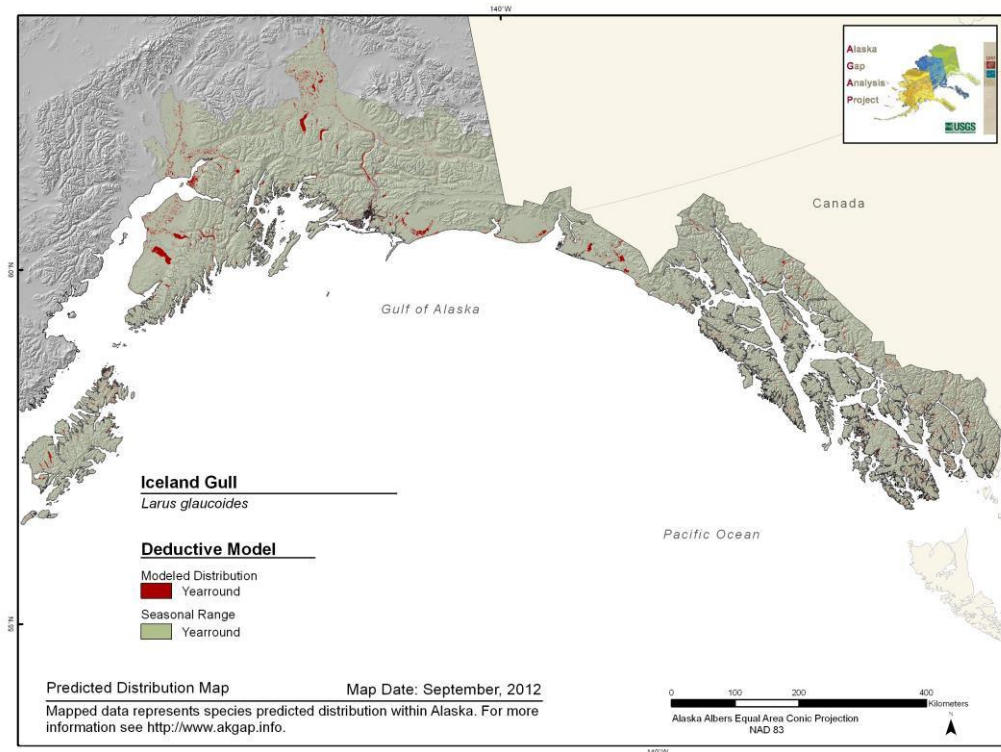 140°W
Alaska
Gap
Analysis
Project
USGS
Canada
60°N
Gulf of Alaska
Iceland Gull
Larus glaucoides
Pacific Ocean
Deductive Model
Modeled Distribution
Yearround
Seasonal Range
Yearround
55°N
Predicted Distribution Map
Map Date: September, 2012
Mapped data represents species predicted distribution within Alaska. For more
information see http://www.akgap.info.
0 100 200 400
Kilometers
Alaska Albers Equal Area Conic Projection
NAD 83
N
140°W